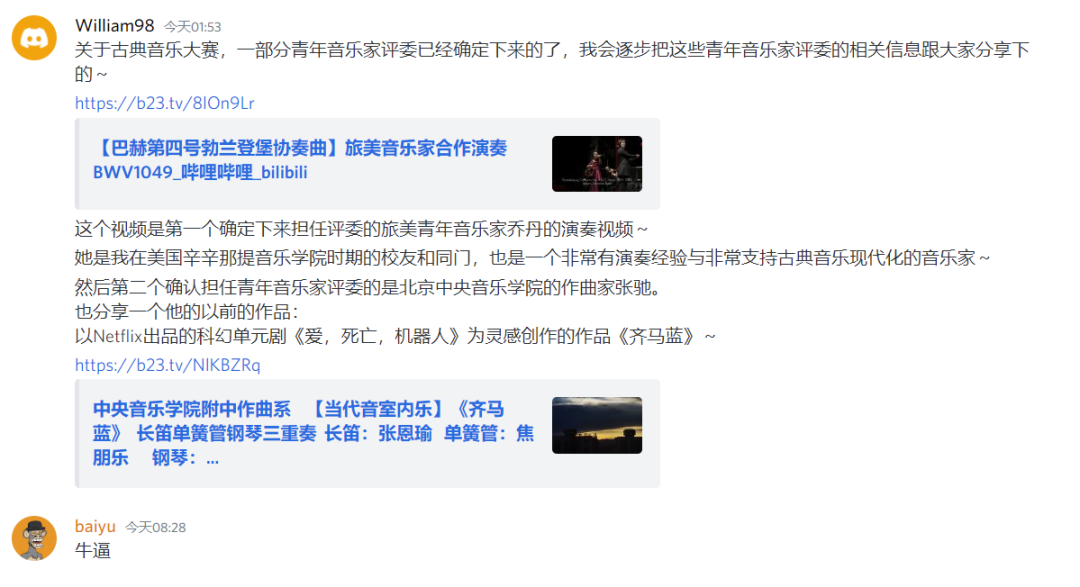 William98 今天01:53
关于古典音乐大赛，一部分青年音乐家评委已经确定下来的了，我会逐步把这些青年音乐家评委的相关信息跟大家分享下
的～
https://b23.tv/8IOn9Lr
【巴赫第四号勃兰登堡协奏曲】旅美音乐家合作演奏
BWV1049_哔哩哔哩_bilibili
这个视频是第一个确定下来担任评委的旅美青年音乐家乔丹的演奏视频～
她是我在美国辛辛那提音乐学院时期的校友和同门，也是一个非常有演奏经验与非常支持古典音乐现代化的音乐家～
然后第二个确认担任青年音乐家评委的是北京中央音乐学院的作曲家张驰。
也分享一个他的以前的作品：
以Netflix出品的科幻单元剧《爱，死亡，机器人》为灵感创作的作品《齐马蓝》～
https://b23.tv/NIKBZRq
中央音乐学院附中作曲系 【当代音室内乐】《齐马
蓝》 长笛单簧管钢琴三重奏 长笛：张恩瑜 单簧管：焦
朋乐 钢琴：...
baiyu 今天08:28
牛逼